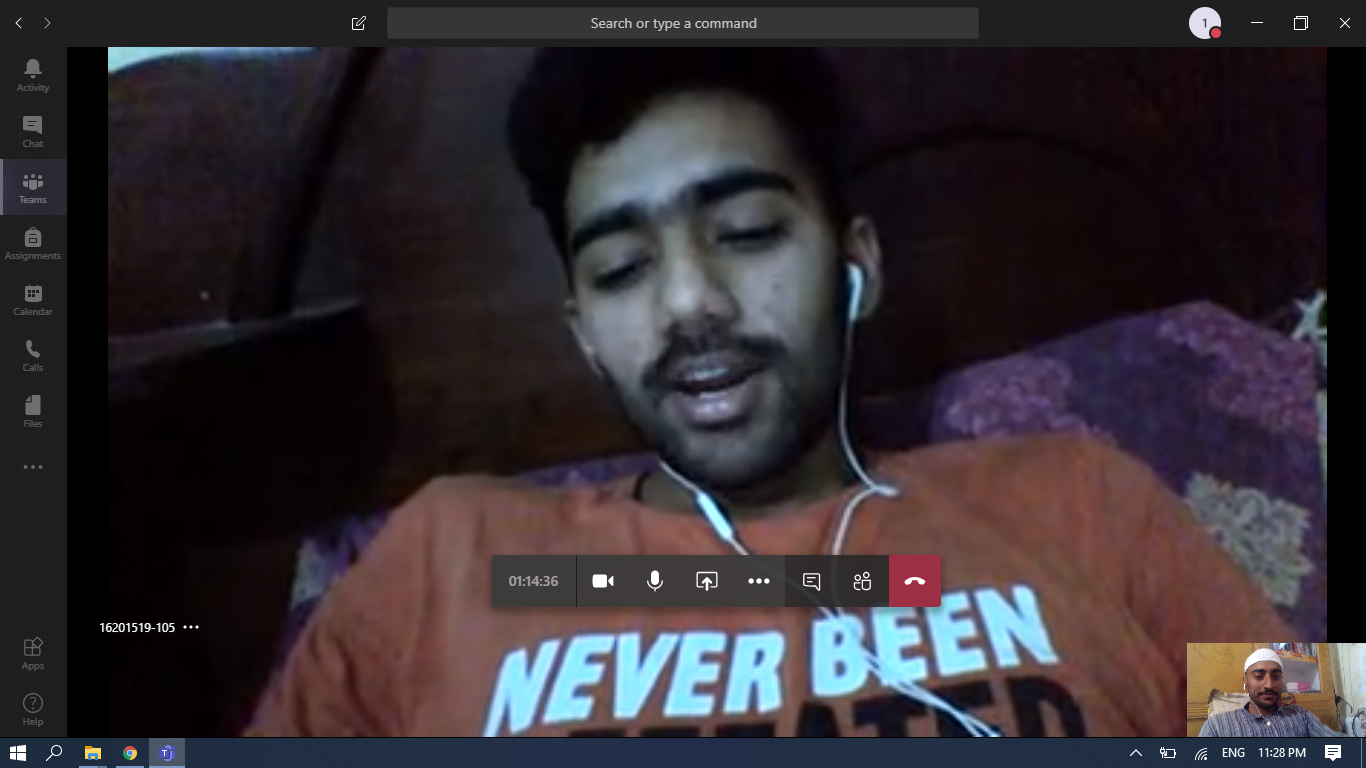 Search or type a command
1
Activity
Chat
Teams
Assignments
Calendar
Calls
Files
01:14:36
16201519-105
NEVER BEEN
Apps
Help
ENG 11:28 PM